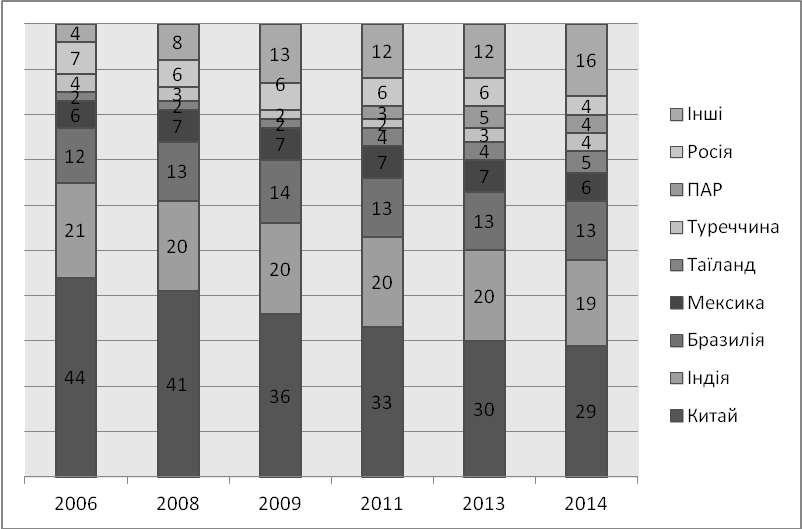 4 8 13 12 12 16
7 6 6 6 6 4
4 3 2 3 5 4
2 2 2 2 3 4
6 7 7 4 4 5
12 13 14 7 7 6
21 20 20 13 13 13
44 41 36 20 20 19
33 30 29
2006 2008 2009 2011 2013 2014
Інші
Росія
ПАР
Туреччина
Таїланд
Мексика
Бразилія
Індія
Китай